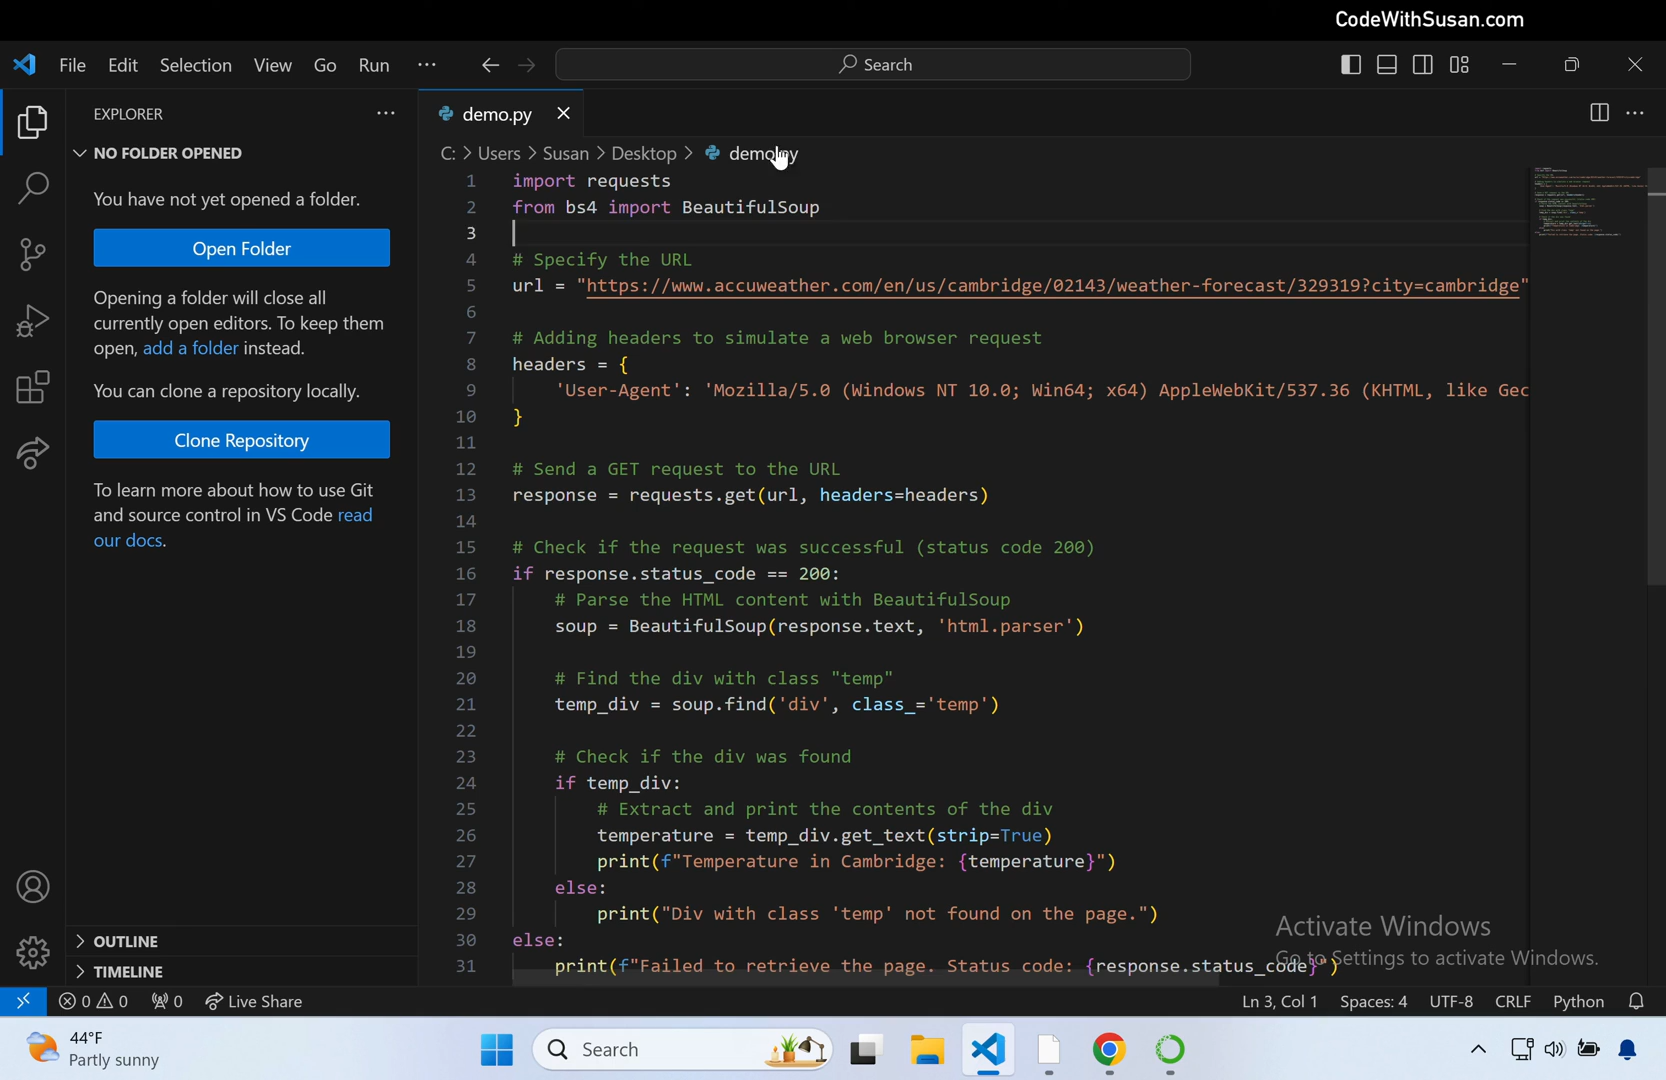 CodeWithSusan.com
File Edit Selection View Go Run ··· Search
EXPLORER ···
demo.py
NO FOLDER OPENED
C: > Users > Susan > Desktop >
You have not yet opened a folder.
Open Folder
Opening a folder will close all
currently open editors. To keep them
open, add a folder instead.
You can clone a repository locally.
Clone Repository
To learn more about how to use Git
and source control in VS Code read
our docs.
OUTLINE
TIMELINE
1 import requests
2 from bs4 import BeautifulSoup
3
4 # Specify the URL
5 url = "https://www.accuweather.com/en/us/cambridge/02143/weather-forecast/329319?city=cambridge"
6
7 # Adding headers to simulate a web browser request
8 headers = {
9 'User-Agent': 'Mozilla/5.0 (Windows NT 10.0; Win64; x64) AppleWebKit/537.36 (KHTML, like Gec
10 }
11
12 # Send a GET request to the URL
13 response = requests.get(url, headers=headers)
14
15 # Check if the request was successful (status code 200)
16 if response.status_code == 200:
17 # Parse the HTML content with BeautifulSoup
18 soup = BeautifulSoup(response.text, 'html.parser')
19
20 # Find the div with class "temp"
21 temp_div = soup.find('div', class_='temp')
22
23 # Check if the div was found
24 if temp_div:
25 # Extract and print the contents of the div
26 temperature = temp_div.get_text(strip=True)
27 print(f"Temperature in Cambridge: {temperature}")
28 else:
29 print("Div with class 'temp' not found on the page.")
30 else:
31 print(f"Failed to retrieve the page. Status code: {response.status_code}")
Activate Windows
Go to Settings to activate Windows.
0 0 0 Live Share Ln 3, Col 1 Spaces: 4 UTF-8 CRLF Python
44°F
Partly sunny
Search